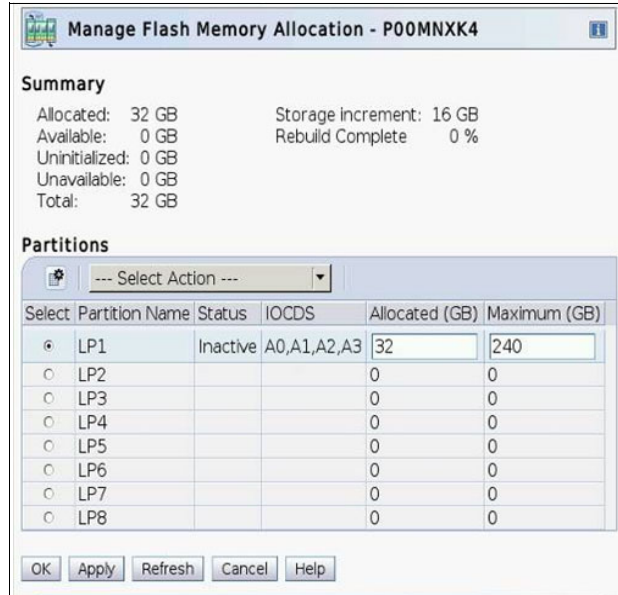 Manage Flash Memory Allocation - P00MNXK4
Summary
Allocated: 32 GB Storage increment: 16 GB
Available: 0 GB Rebuild Complete 0 %
Uninitialized: 0 GB
Unavailable: 0 GB
Total: 32 GB
Partitions
--- Select Action ---
Select Partition Name Status IOCDS Allocated (GB) Maximum (GB)
LP1 Inactive A0,A1,A2,A3 32 240
LP2 0 0
LP3 0 0
LP4 0 0
LP5 0 0
LP6 0 0
LP7 0 0
LP8 0 0
OK Apply Refresh Cancel Help